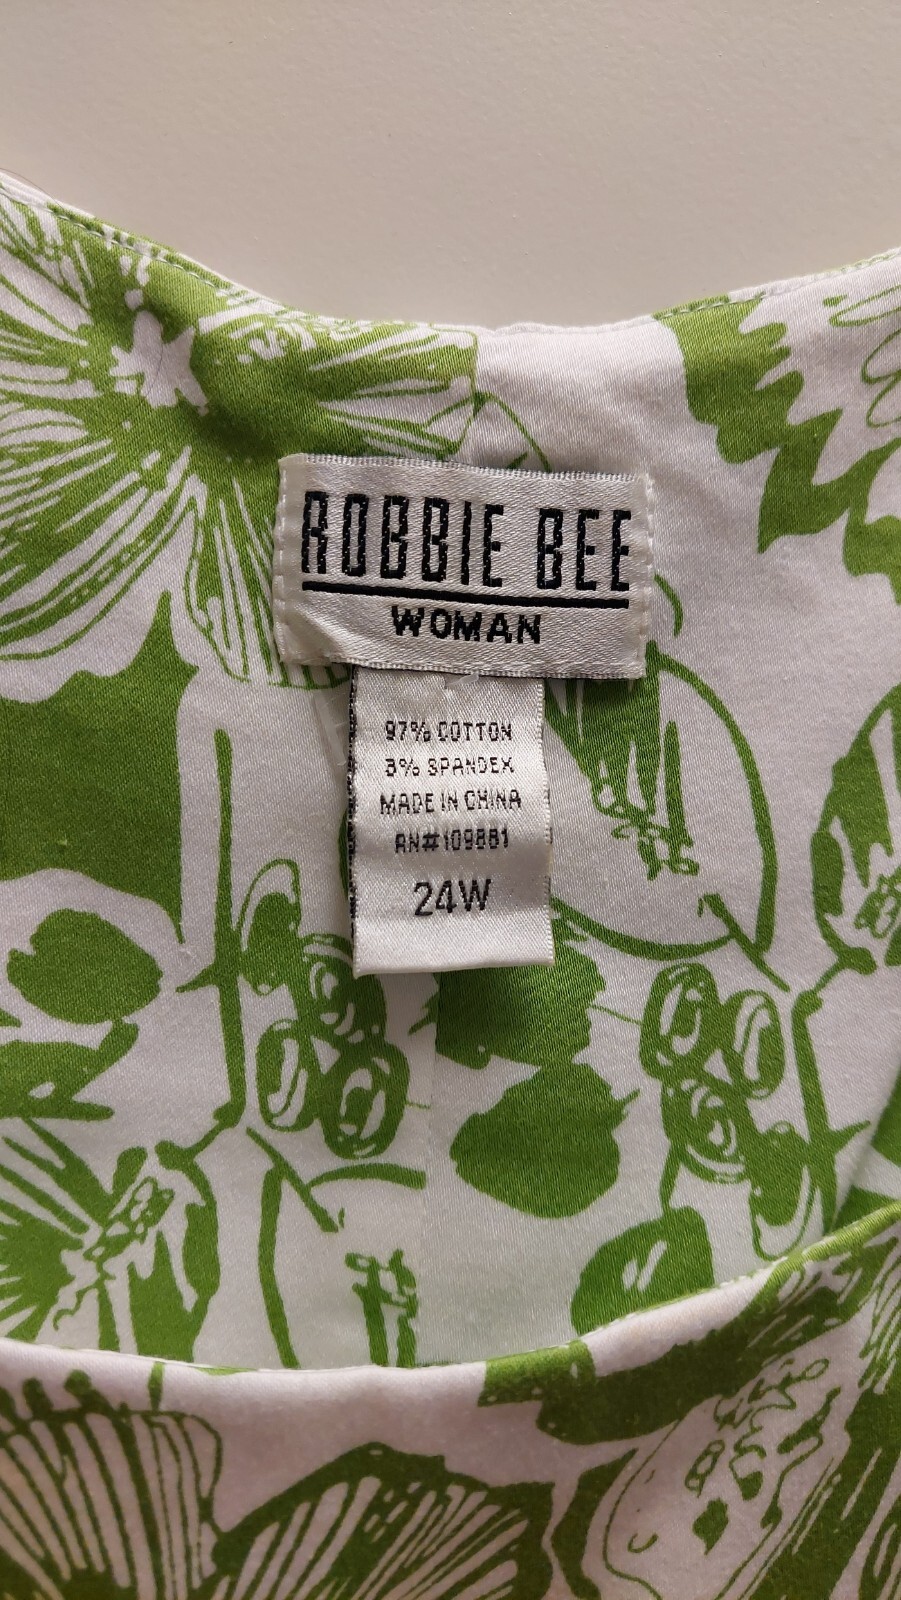 ROBBIE BEE
WOMAN
97% COTTON
3% SPANDEX
MADE IN CHINA
RN#109881
24W